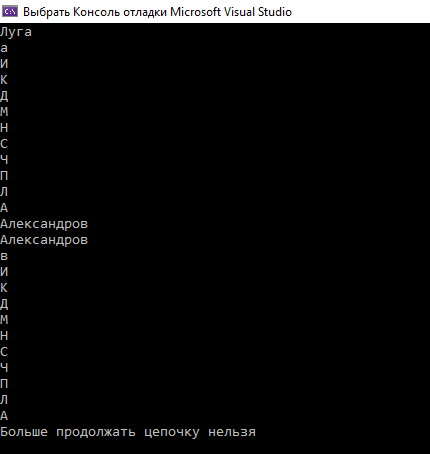 C:\ Выбрать Консоль отладки Microsoft Visual Studio
Луга
а
И
К
Д
М
Н
С
Ч
П
Л
А
Александров
Александров
в
И
К
Д
М
Н
С
Ч
П
Л
А
Больше продолжать цепочку нельзя